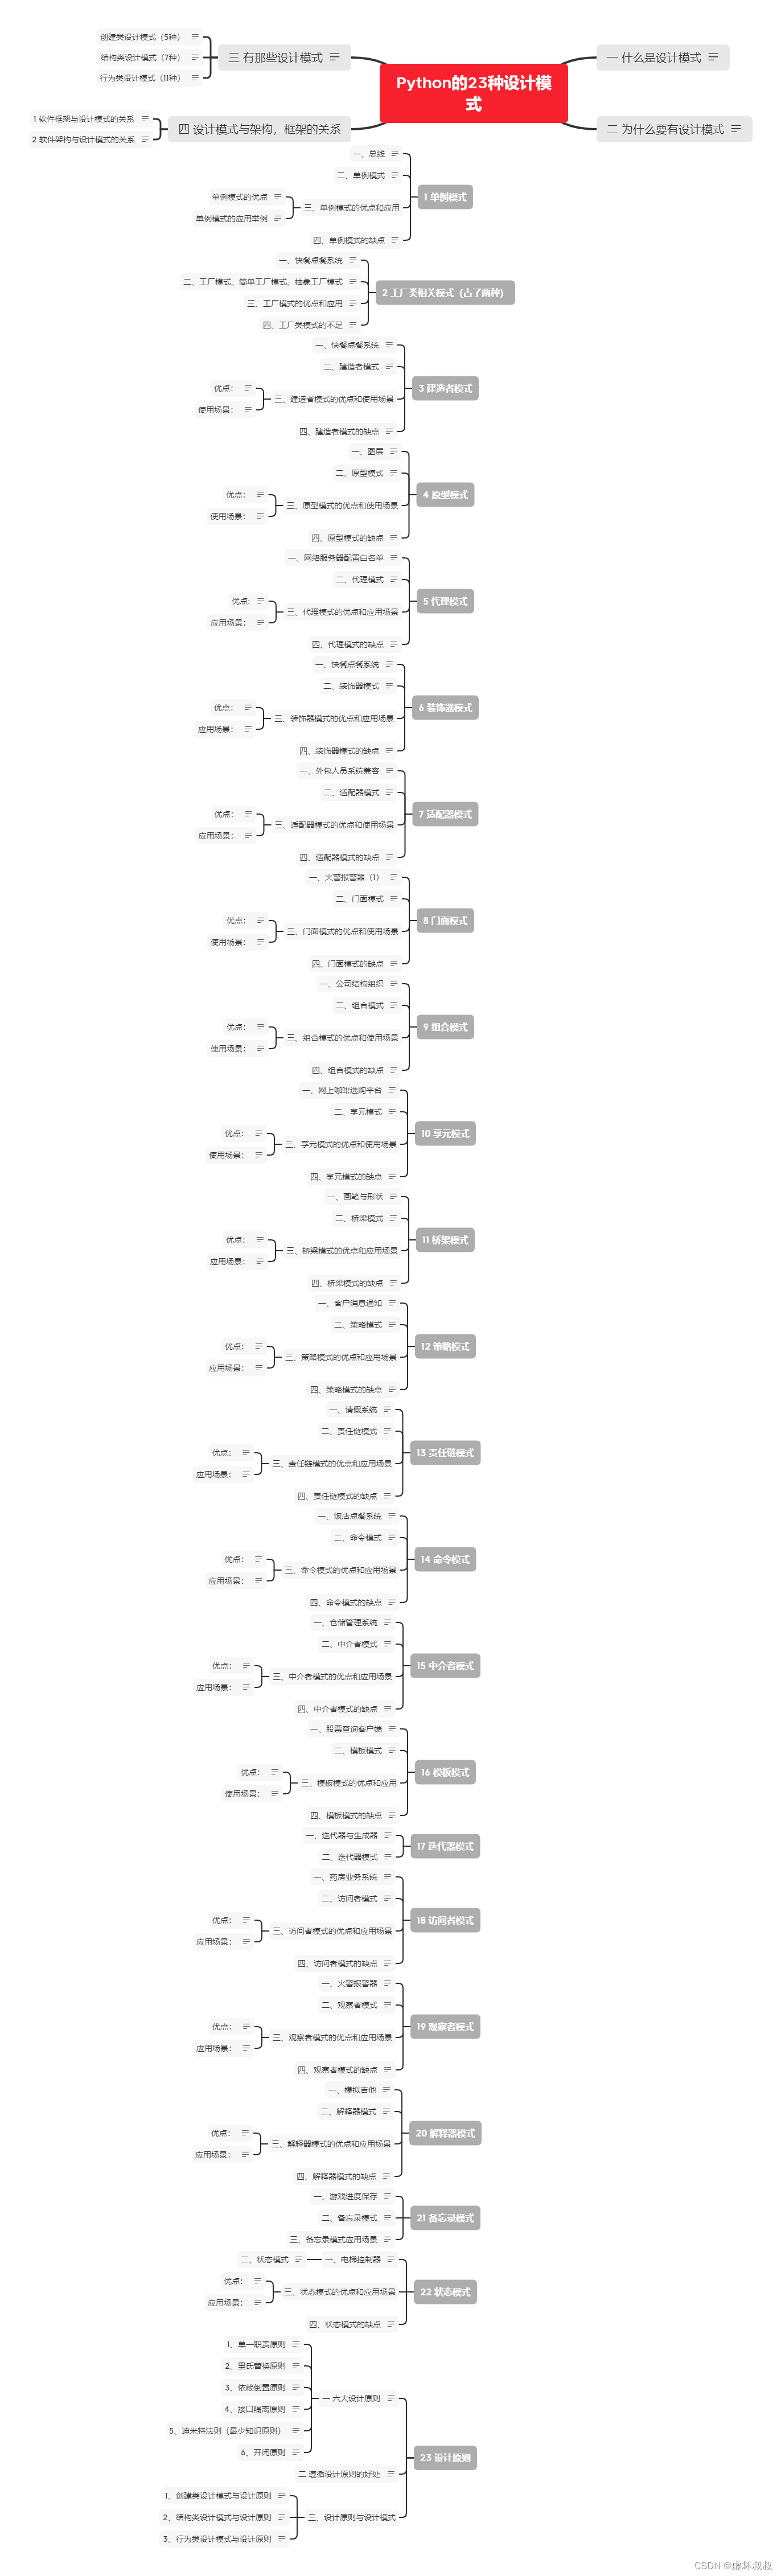 Python的23种设计模
式
一 什么是设计模式
二 为什么要有设计模式
三 有那些设计模式
创建类设计模式（5种）
结构类设计模式（7种）
行为类设计模式（11种）
四 设计模式与架构，框架的关系
1 软件框架与设计模式的关系
2 软件架构与设计模式的关系
1 单例模式
一、总线
二、单例模式
三、单例模式的优点和应用
单例模式的优点
单例模式的应用举例
四、单例模式的缺点
2 工厂类相关模式（占了两种）
一、快餐点餐系统
二、工厂模式、简单工厂模式、抽象工厂模式
三、工厂模式的优点和应用
四、工厂类模式的不足
3 建造者模式
一、快餐点餐系统
二、建造者模式
三、建造者模式的优点和使用场景
优点：
使用场景：
四、建造者模式的缺点
4 原型模式
一、图层
二、原型模式
三、原型模式的优点和使用场景
优点：
使用场景：
四、原型模式的缺点
5 代理模式
一、网络服务器配置白名单
二、代理模式
三、代理模式的优点和应用场景
优点:
应用场景：
四、代理模式的缺点
6 装饰器模式
一、快餐点餐系统
二、装饰器模式
三、装饰器模式的优点和应用场景
优点：
应用场景：
四、装饰器模式的缺点
7 适配器模式
一、外包人员系统兼容
二、适配器模式
三、适配器模式的优点和使用场景
优点：
应用场景：
四、适配器模式的缺点
8 门面模式
一、火警报警器（1）
二、门面模式
三、门面模式的优点和使用场景
优点：
使用场景：
四、门面模式的缺点
9 组合模式
一、公司结构组织
二、组合模式
三、组合模式的优点和使用场景
优点：
使用场景：
四、组合模式的缺点
10 享元模式
一、网上咖啡选购平台
二、享元模式
三、享元模式的优点和使用场景
优点：
使用场景：
四、享元模式的缺点
11 桥梁模式
一、画笔与形状
二、桥梁模式
三、桥梁模式的优点和应用场景
优点：
应用场景：
四、桥梁模式的缺点
12 策略模式
一、客户消息通知
二、策略模式
三、策略模式的优点和应用场景
优点：
应用场景：
四、策略模式的缺点
13 责任链模式
一、请假系统
二、责任链模式
三、责任链模式的优点和应用场景
优点：
应用场景：
四、责任链模式的缺点
14 命令模式
一、饭店点餐系统
二、命令模式
三、命令模式的优点和应用场景
优点：
应用场景：
四、命令模式的缺点
15 中介者模式
一、仓储管理系统
二、中介者模式
三、中介者模式的优点和应用场景
优点：
应用场景：
四、中介者模式的缺点
16 模板模式
一、股票查询客户端
二、模板模式
三、模板模式的优点和应用
优点：
使用场景：
四、模板模式的缺点
17 迭代器模式
一、迭代器与生成器
二、迭代器模式
18 访问者模式
一、药房业务系统
二、访问者模式
三、访问者模式的优点和应用场景
优点：
应用场景：
四、访问者模式的缺点
19 观察者模式
一、火警报警器
二、观察者模式
三、观察者模式的优点和应用场景
优点：
应用场景：
四、观察者模式的缺点
20 解释器模式
一、模拟吉他
二、解释器模式
三、解释器模式的优点和应用场景
优点：
应用场景：
四、解释器模式的缺点
21 备忘录模式
一、游戏进度保存
二、备忘录模式
三、备忘录模式应用场景
22 状态模式
一、电梯控制器
二、状态模式
三、状态模式的优点和应用场景
优点：
应用场景：
四、状态模式的缺点
23 设计原则
一 六大设计原则
1、单一职责原则
2、里氏替换原则
3、依赖倒置原则
4、接口隔离原则
5、迪米特法则（最少知识原则）
6、开闭原则
二 遵循设计原则的好处
三、设计原则与设计模式
1、创建类设计模式与设计原则
2、结构类设计模式与设计原则
3、行为类设计模式与设计原则
CSDN @虚坏叔叔